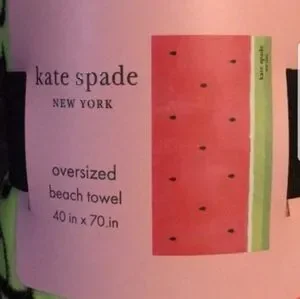 kate spade
NEW YORK
oversized
beach towel
40 in x 70.in
kate spade